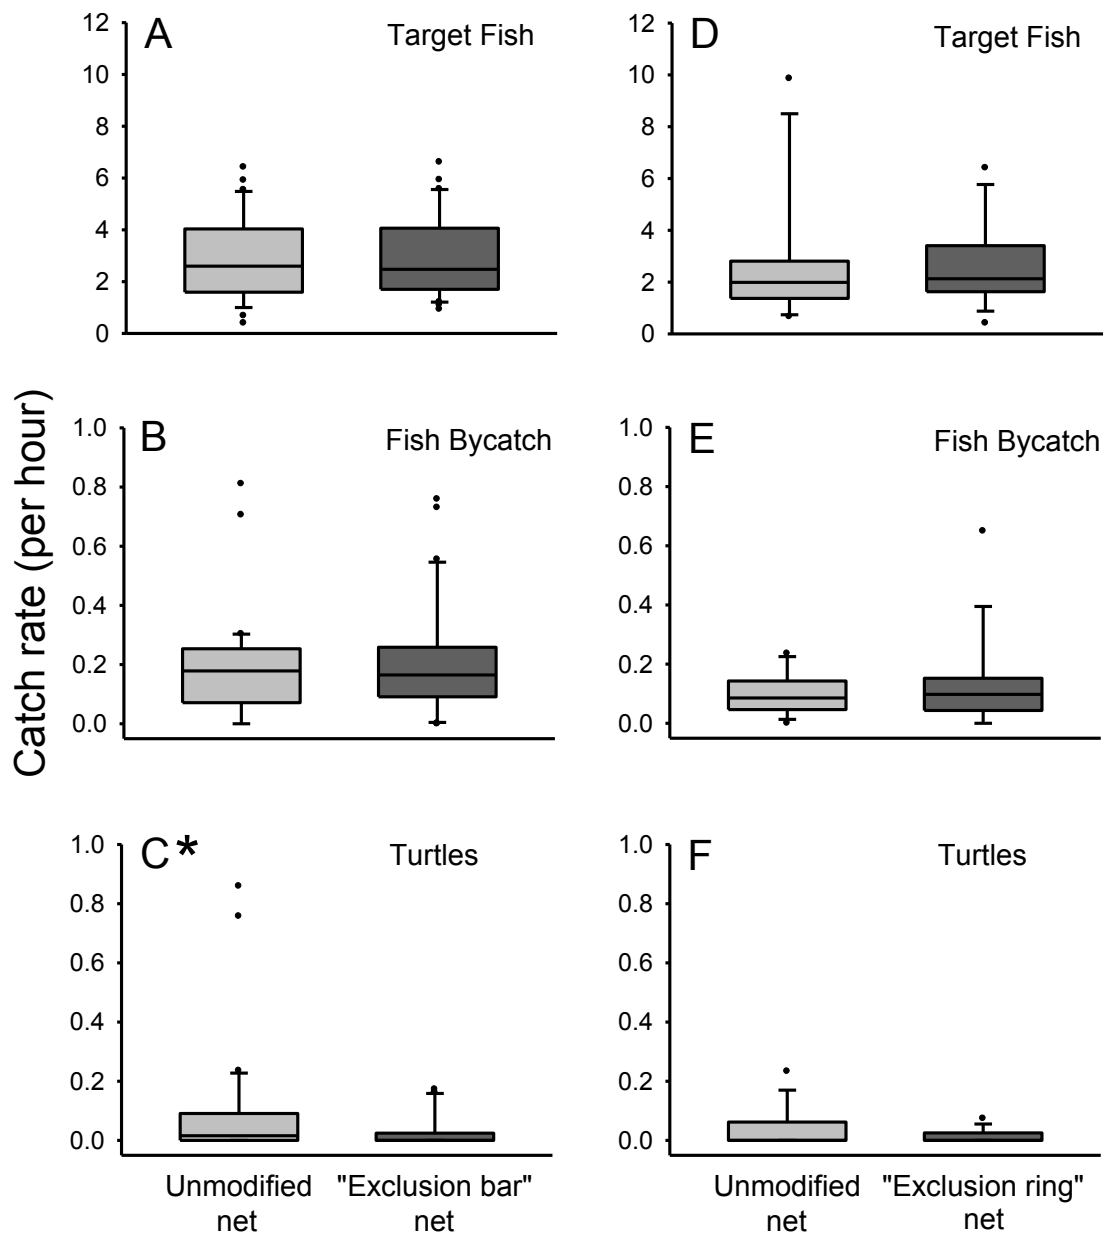 Catch rate (per hour)
A
Target Fish
12
10
8
6
4
2
0
D
Target Fish
12
10
8
6
4
2
0
B
Fish Bycatch
1.0
0.8
0.6
0.4
0.2
0.0
E
Fish Bycatch
1.0
0.8
0.6
0.4
0.2
0.0
C*
Turtles
1.0
0.8
0.6
0.4
0.2
0.0
Unmodified
net
"Exclusion bar"
net
F
Turtles
1.0
0.8
0.6
0.4
0.2
0.0
Unmodified
net
"Exclusion ring"
net